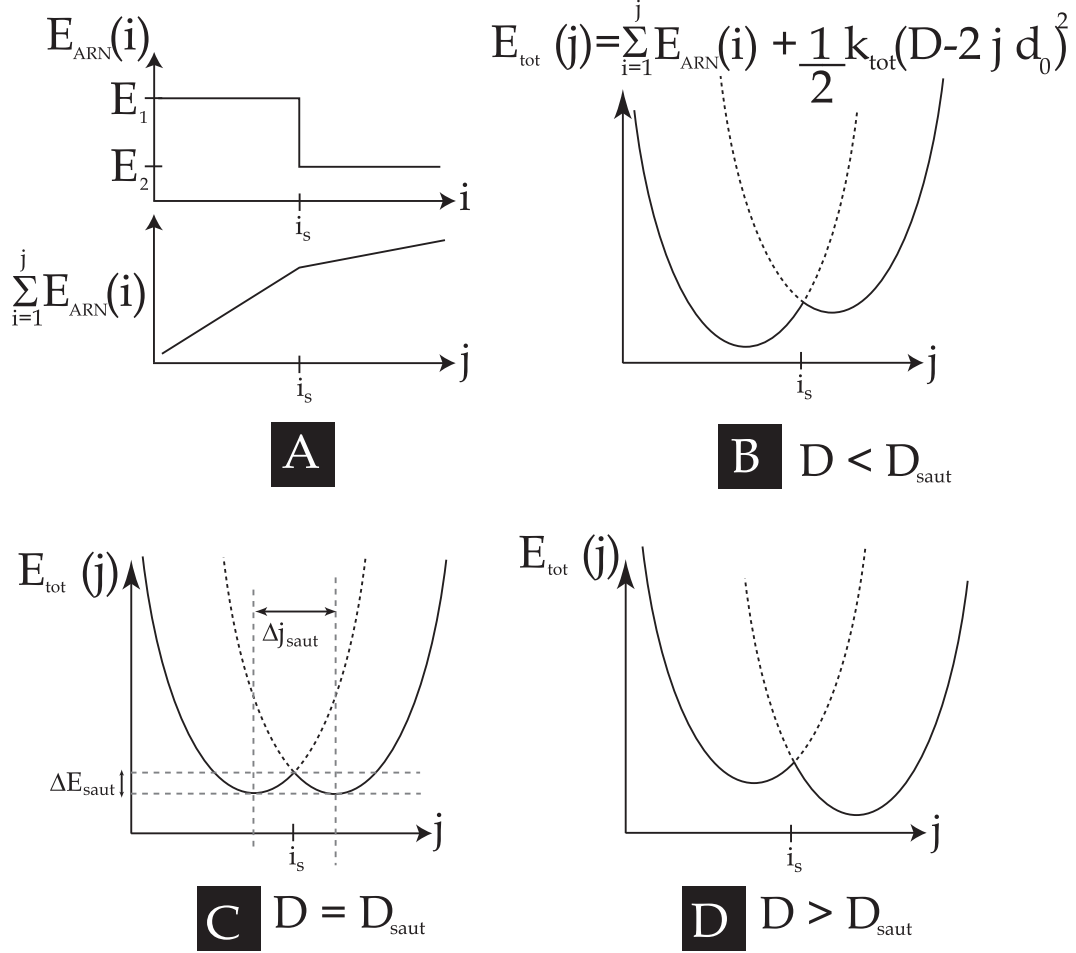 E_ARN(i)
E_1
E_2
i
i_s
∑_{i=1}^{j} E_ARN(i)
j
i_s
A
E_tot (j)=∑_{i=1}^{j} E_ARN(i) + 1/2 k_tot(D-2 j d_0)^2
j
i_s
B D < D_saut
E_tot (j)
Δj_saut
ΔE_saut
j
i_s
C D = D_saut
E_tot (j)
j
i_s
D D > D_saut